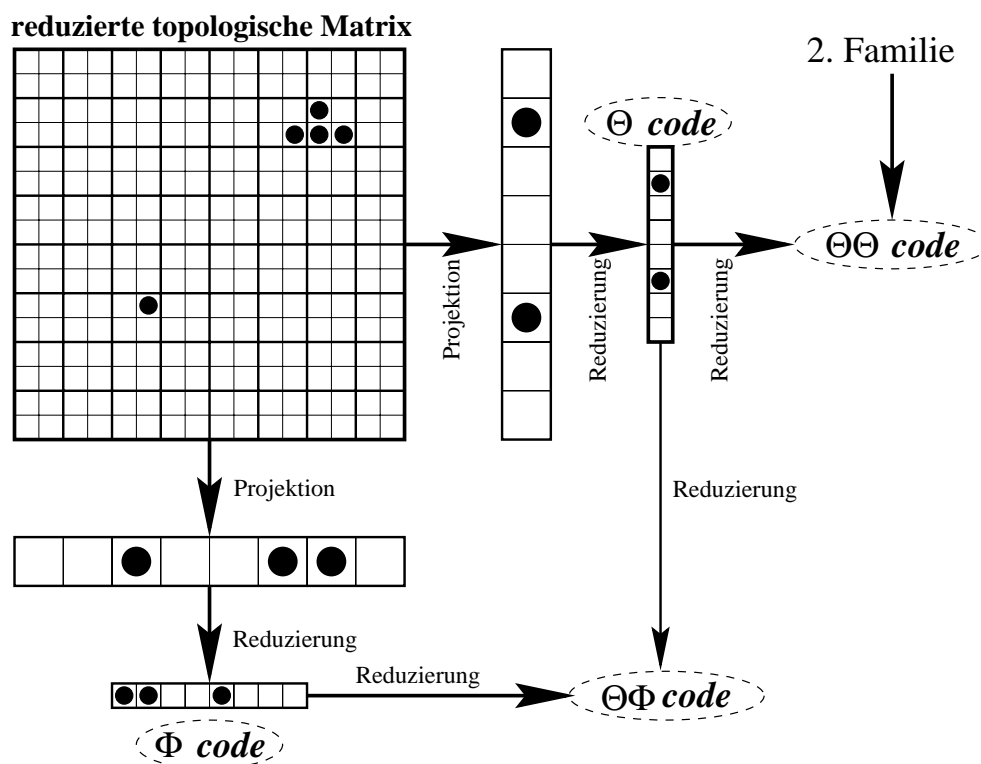 reduzierte topologische Matrix
2. Familie
Θ code
ΘΘ code
Projektion
Reduzierung
Reduzierung
Projektion
Reduzierung
Reduzierung
Reduzierung
ΘΦ code
Φ code